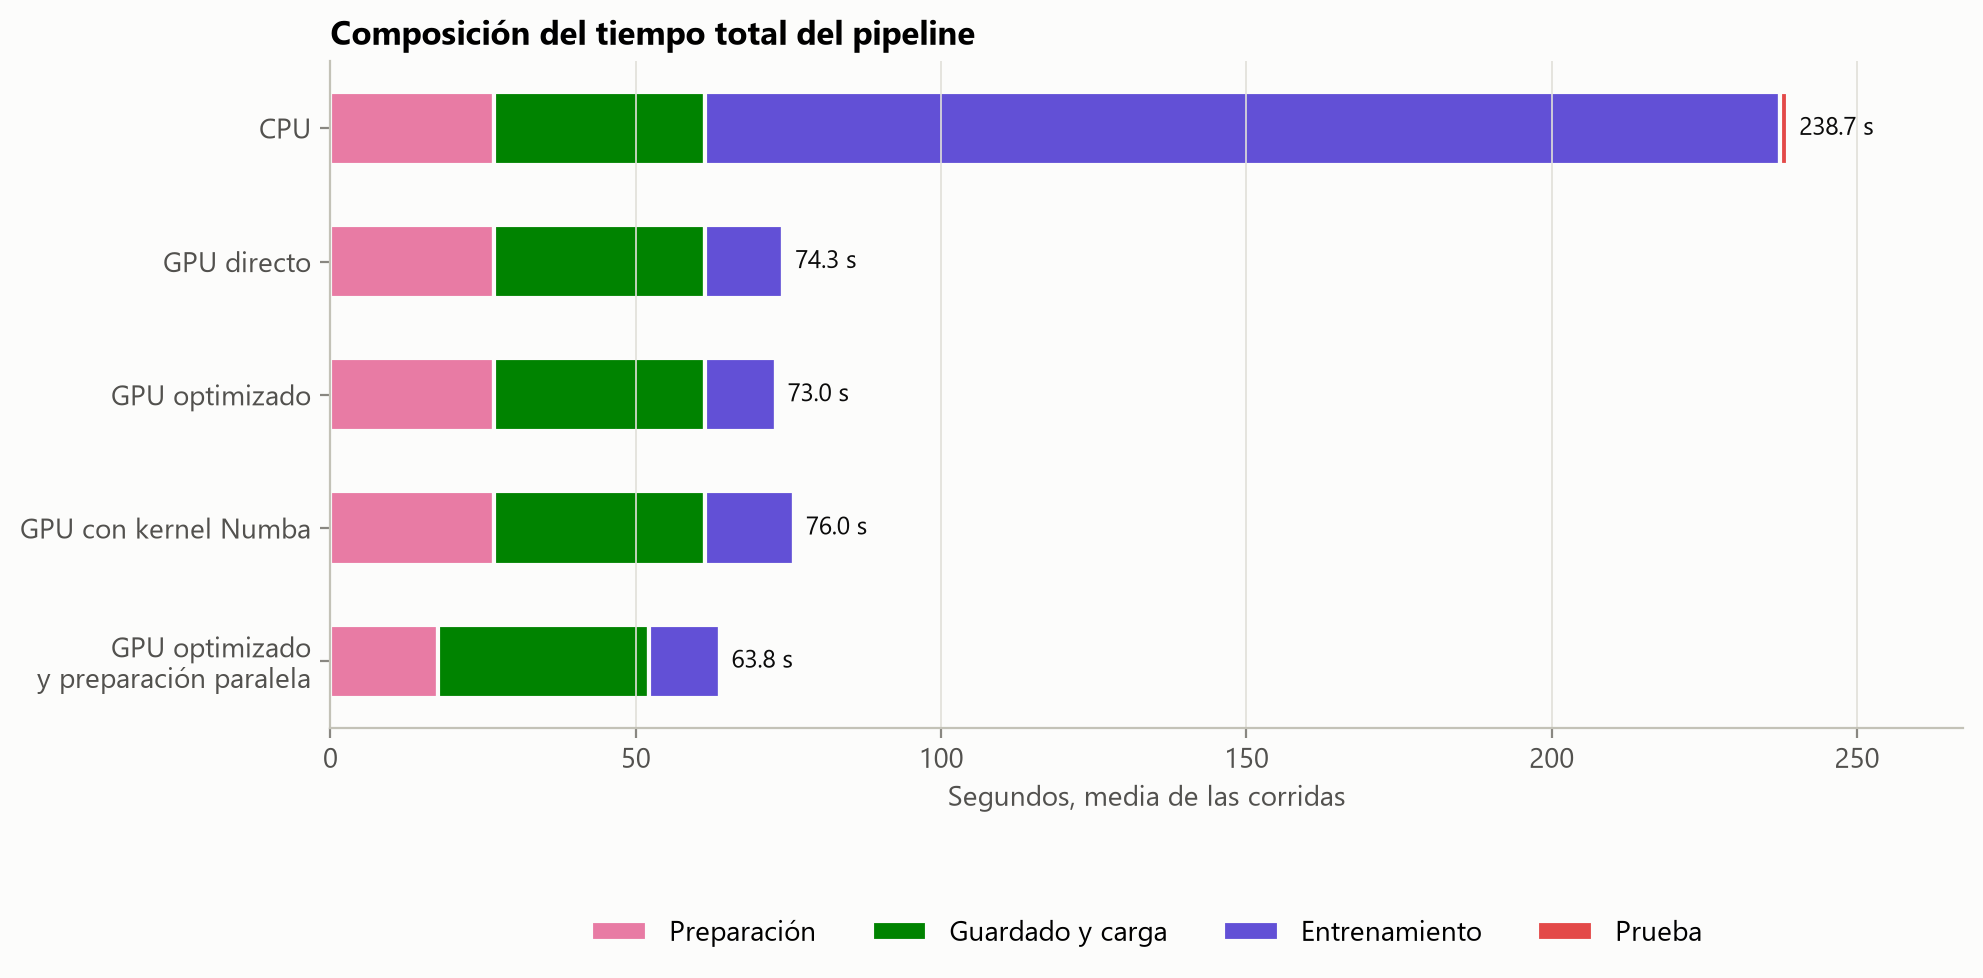 Composición del tiempo total del pipeline
CPU
238.7 s
GPU directo
74.3 s
GPU optimizado
73.0 s
GPU con kernel Numba
76.0 s
GPU optimizado
y preparación paralela
63.8 s
0 50 100 150 200 250
Segundos, media de las corridas
Preparación Guardado y carga Entrenamiento Prueba